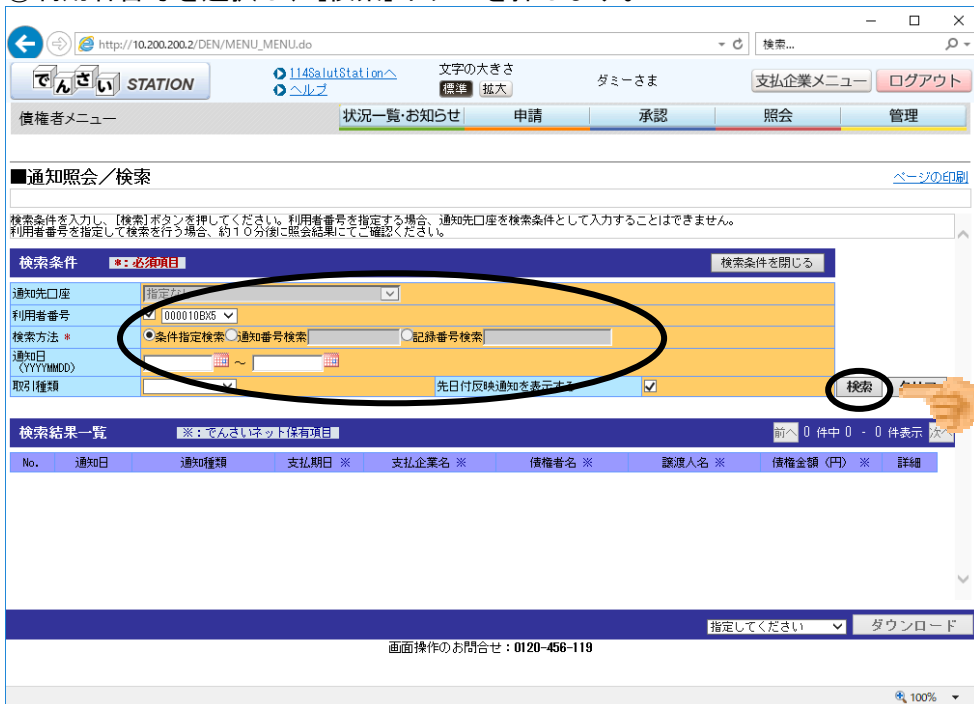 http://10.200.200.2/DEN/MENU_MENU.do
検索...
でんさい STATION
114SalutStationへ
ヘルプ
文字の大きさ
標準 拡大
ダミーさま
支払企業メニュー
ログアウト
債権者メニュー
状況一覧・お知らせ 申請 承認 照会 管理
■通知照会／検索
ページの印刷
検索条件を入力し、[検索]ボタンを押してください。利用者番号を指定する場合、通知先口座を検索条件として入力することはできません。
利用者番号を指定して検索を行う場合、約１０分後に照会結果にてご確認ください。
検索条件 *：必須項目 検索条件を閉じる
通知先口座 指定なし
利用者番号 000010BX5
検索方法 * 条件指定検索 通知番号検索 記録番号検索
通知日
（YYYYMMDD） ～
取引種類 先日付反映通知を表示する
検索
検索結果一覧 ※：でんさいネット保有項目 前へ 0 件中 0 - 0 件表示 次へ
No. 通知日 通知種類 支払期日 ※ 支払企業名 ※ 債権者名 ※ 譲渡人名 ※ 債権金額（円） ※ 詳細
指定してください ダウンロード
画面操作のお問合せ：0120-456-119
100%